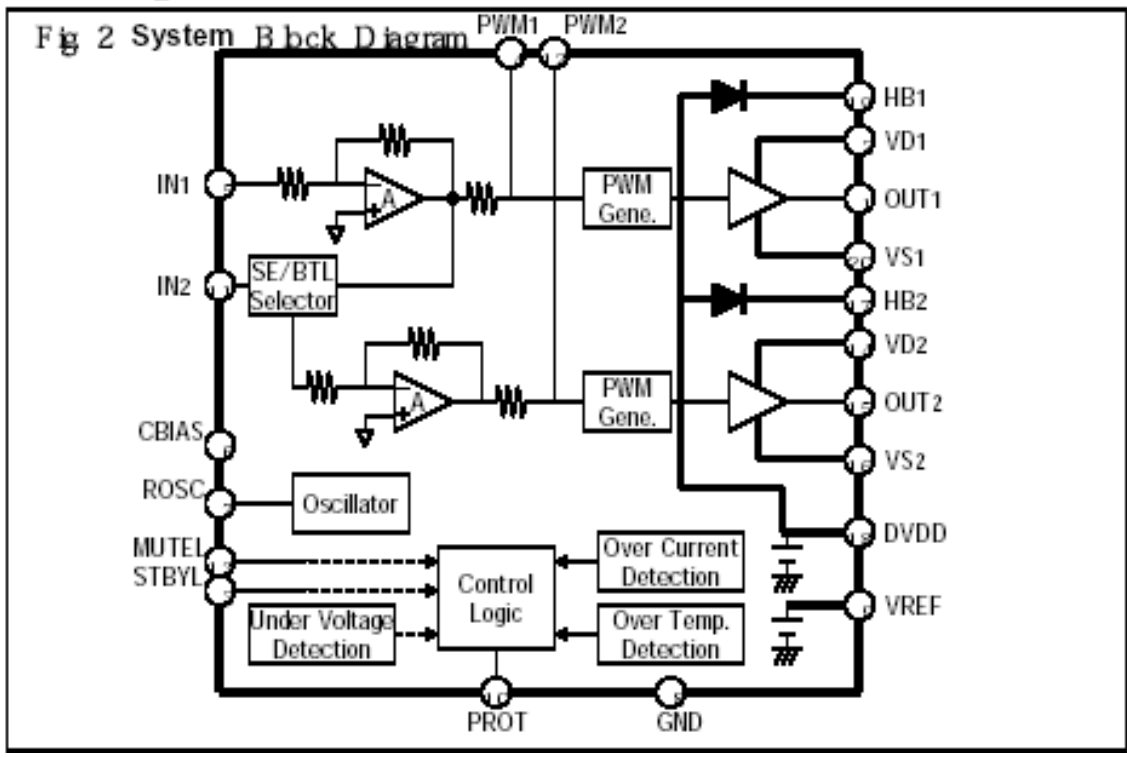 Fig 2 System Block Diagram
PWM1
PWM2
HB1
VD1
IN1
A
PWM
Gene.
OUT1
VS1
IN2
SE/BTL
Selector
HB2
VD2
A
PWM
Gene.
OUT2
CBIAS
VS2
ROSC
Oscillator
DVDD
MUTEL
STBYL
Control
Logic
Over Current
Detection
VREF
Under Voltage
Detection
Over Temp.
Detection
PROT
GND